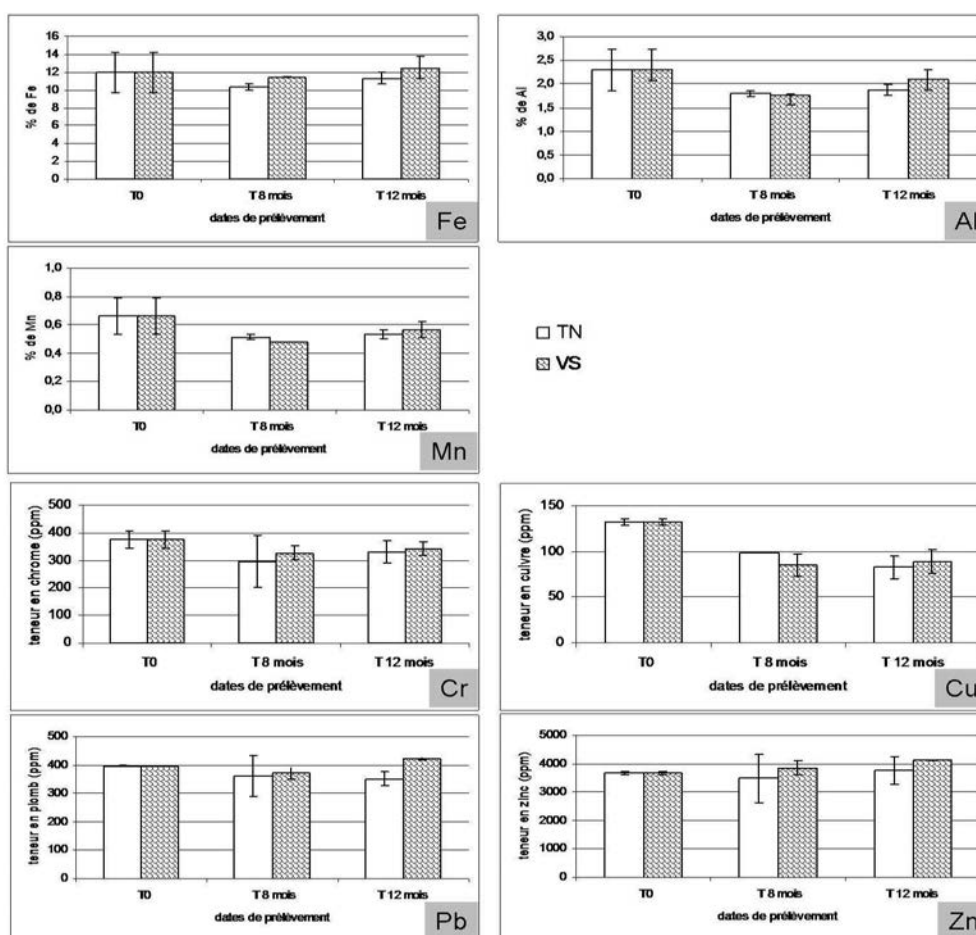 % de Fe
16
14
12
10
8
6
4
2
0
T0
T 8 mois
T 12 mois
dates de prélèvement
Fe
% de Al
3,0
2,5
2,0
1,5
1,0
0,5
0,0
T0
T 8 mois
T 12 mois
dates de prélèvement
Al
% de Mn
1,0
0,8
0,6
0,4
0,2
0,0
T0
T 8 mois
T 12 mois
dates de prélèvement
Mn
TN
VS
teneur en chrome (ppm)
500
400
300
200
100
0
T0
T 8 mois
T 12 mois
dates de prélèvement
Cr
teneur en cuivre (ppm)
150
100
50
0
T0
T 8 mois
T 12 mois
dates de prélèvement
Cu
teneur en plomb (ppm)
500
400
300
200
100
0
T0
T 8 mois
T 12 mois
dates de prélèvement
Pb
teneur en zinc (ppm)
5000
4000
3000
2000
1000
0
T0
T 8 mois
T 12 mois
dates de prélèvement
Zn